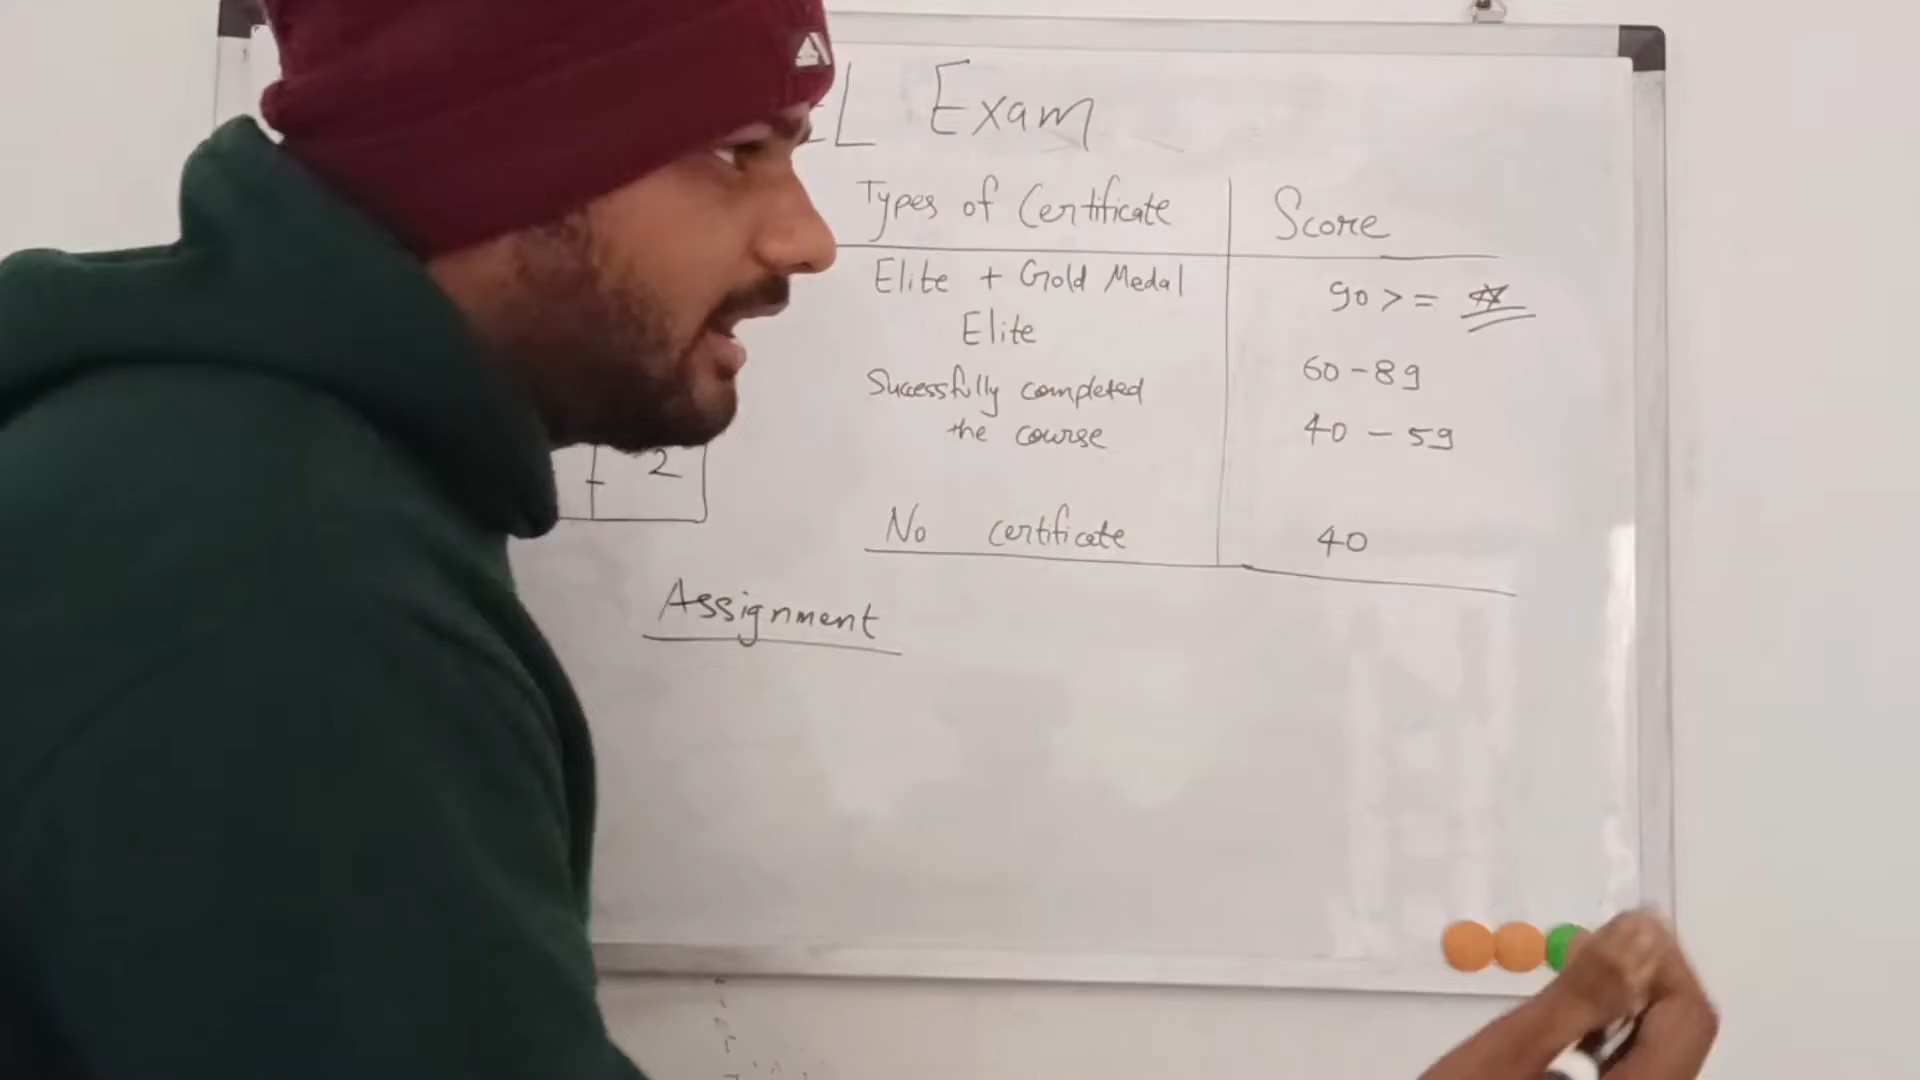 EL Exam
Types of Certificate Score
Elite + Gold Medal 90 > =
Elite 60 - 89
Successfully completed
the course 40 - 59
2
No certificate 40
Assignment